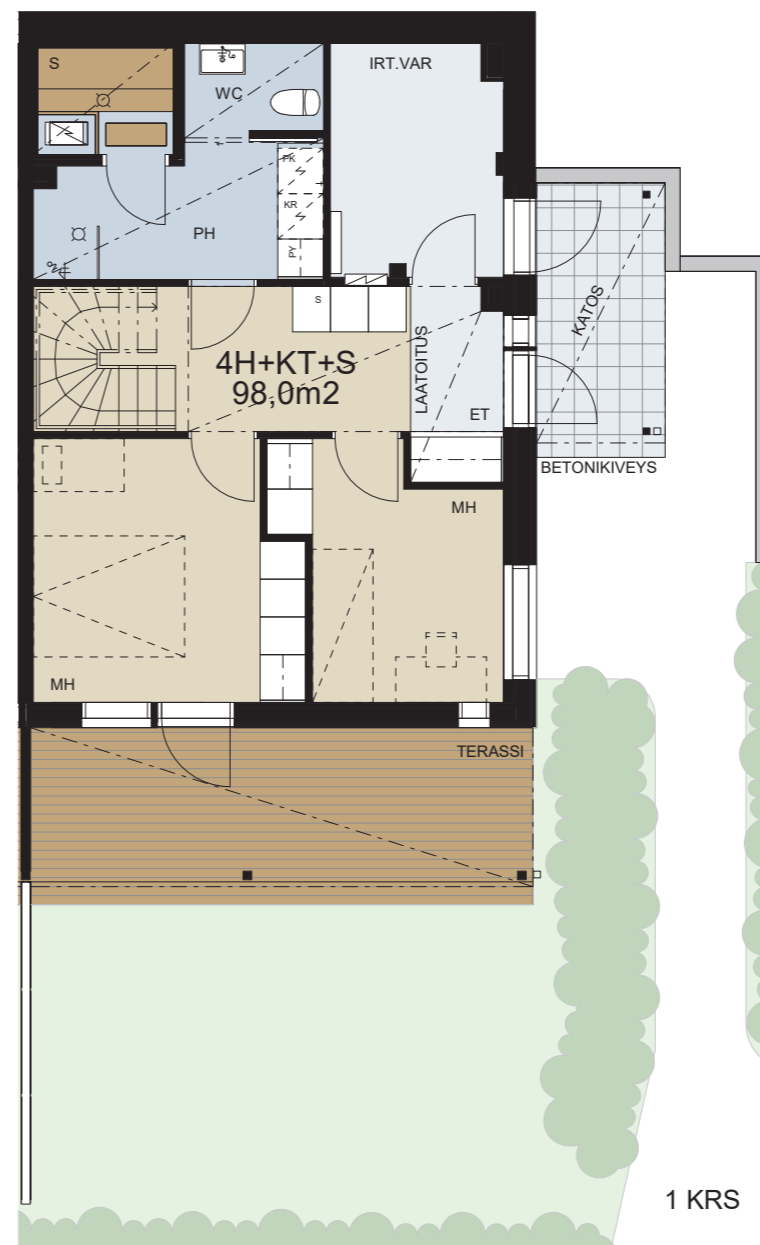 S
WC
IRT.VAR
PK
KR
PH
PY
KATOS
S
4H+KT+S
98,0m2
LAATOITUS
ET
BETONIKIVEYS
MH
MH
TERASSI
1 KRS